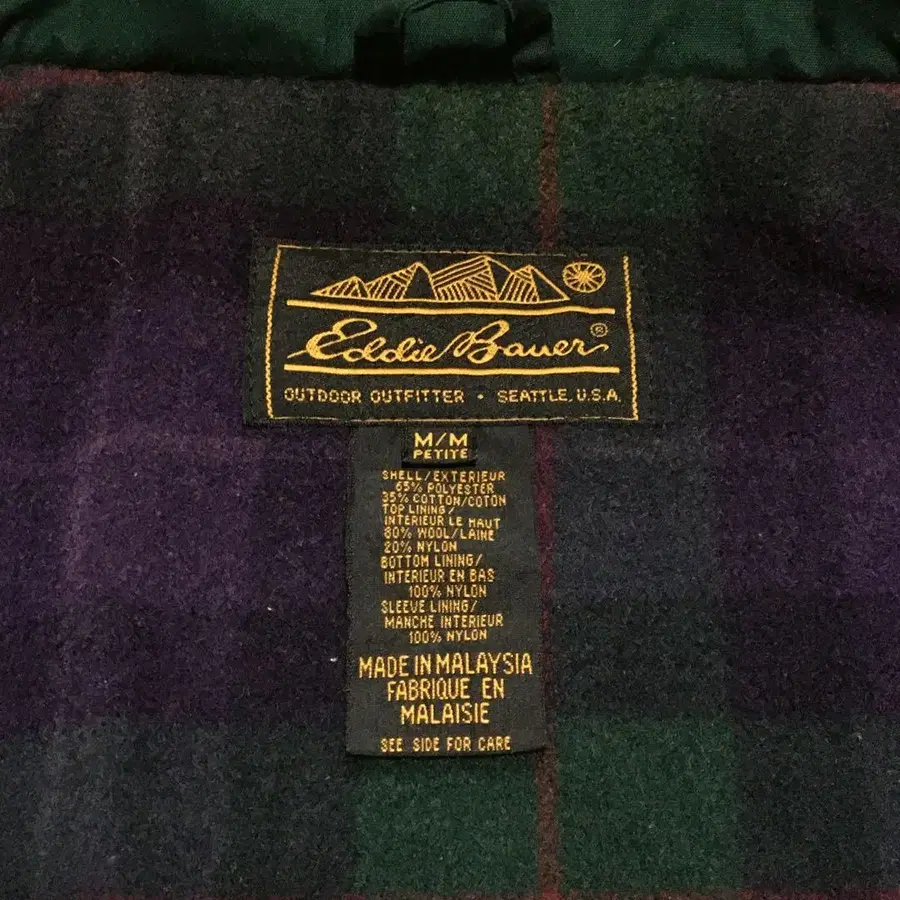 Eddie Bauer®
OUTDOOR OUTFITTER • SEATTLE, U.S.A.
M/M
PETITE
SHELL/EXTERIEUR
65% POLYESTER
35% COTTON/COTON
TOP LINING/
INTERIEUR LE HAUT
80% WOOL/LAINE
20% NYLON
BOTTOM LINING/
INTERIEUR EN BAS
100% NYLON
SLEEVE LINING/
MANCHE INTERIEUR
100% NYLON
MADE IN MALAYSIA
FABRIQUE EN
MALAISIE
SEE SIDE FOR CARE